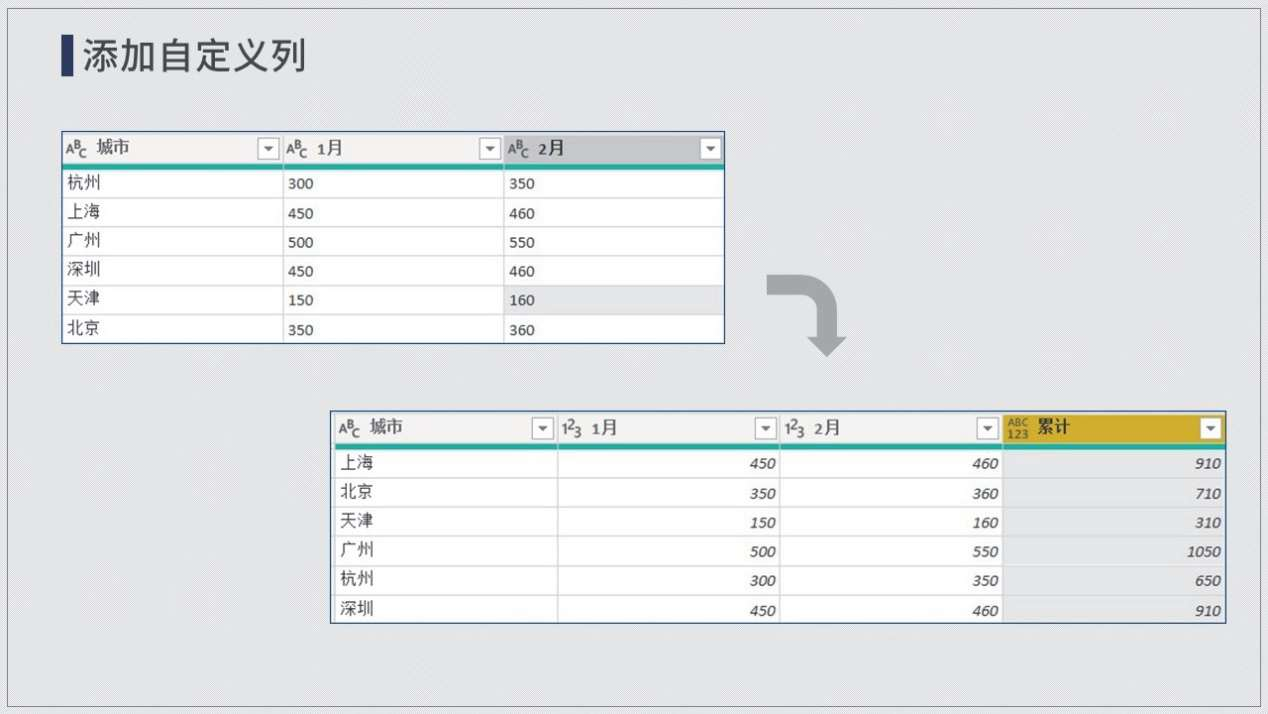 添加自定义列
ABC 城市 ABC 1月 ABC 2月
杭州 300 350
上海 450 460
广州 500 550
深圳 450 460
天津 150 160
北京 350 360
ABC 城市 123 1月 123 2月 ABC 123 累计
上海 450 460 910
北京 350 360 710
天津 150 160 310
广州 500 550 1050
杭州 300 350 650
深圳 450 460 910